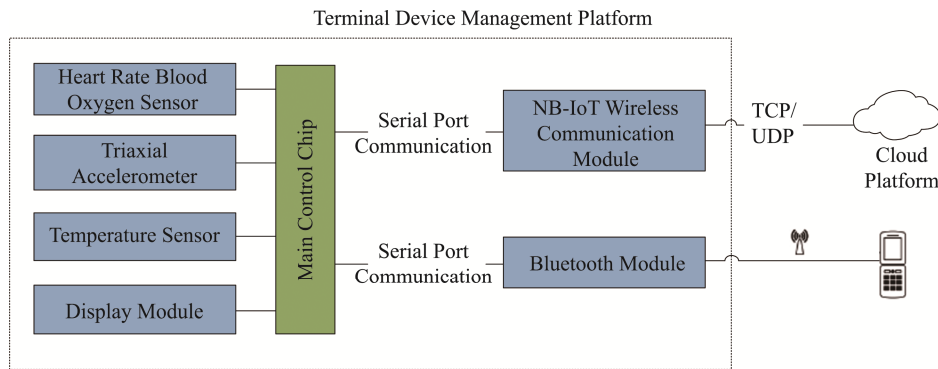 Terminal Device Management Platform
Heart Rate Blood
Oxygen Sensor
Triaxial
Accelerometer
Temperature Sensor
Display Module
Main Control Chip
Serial Port
Communication
NB-IoT Wireless
Communication
Module
TCP/
UDP
Cloud
Platform
Serial Port
Communication
Bluetooth Module